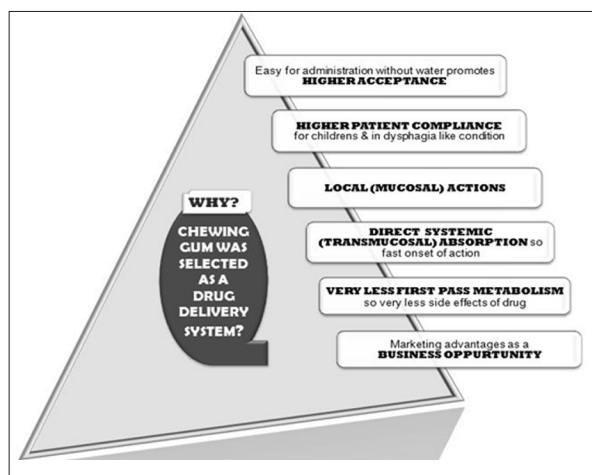 Easy for administration without water promotes
HIGHER ACCEPTANCE
HIGHER PATIENT COMPLIANCE
for childrens & in dysphagia like condition
LOCAL (MUCOSAL) ACTIONS
DIRECT SYSTEMIC
(TRANSMUCOSAL) ABSORPTION so
fast onset of action
VERY LESS FIRST PASS METABOLISM
so very less side effects of drug
Marketing advantages as a
BUSINESS OPPURTUNITY
WHY?
CHEWING
GUM WAS
SELECTED
AS A
DRUG
DELIVERY
SYSTEM?